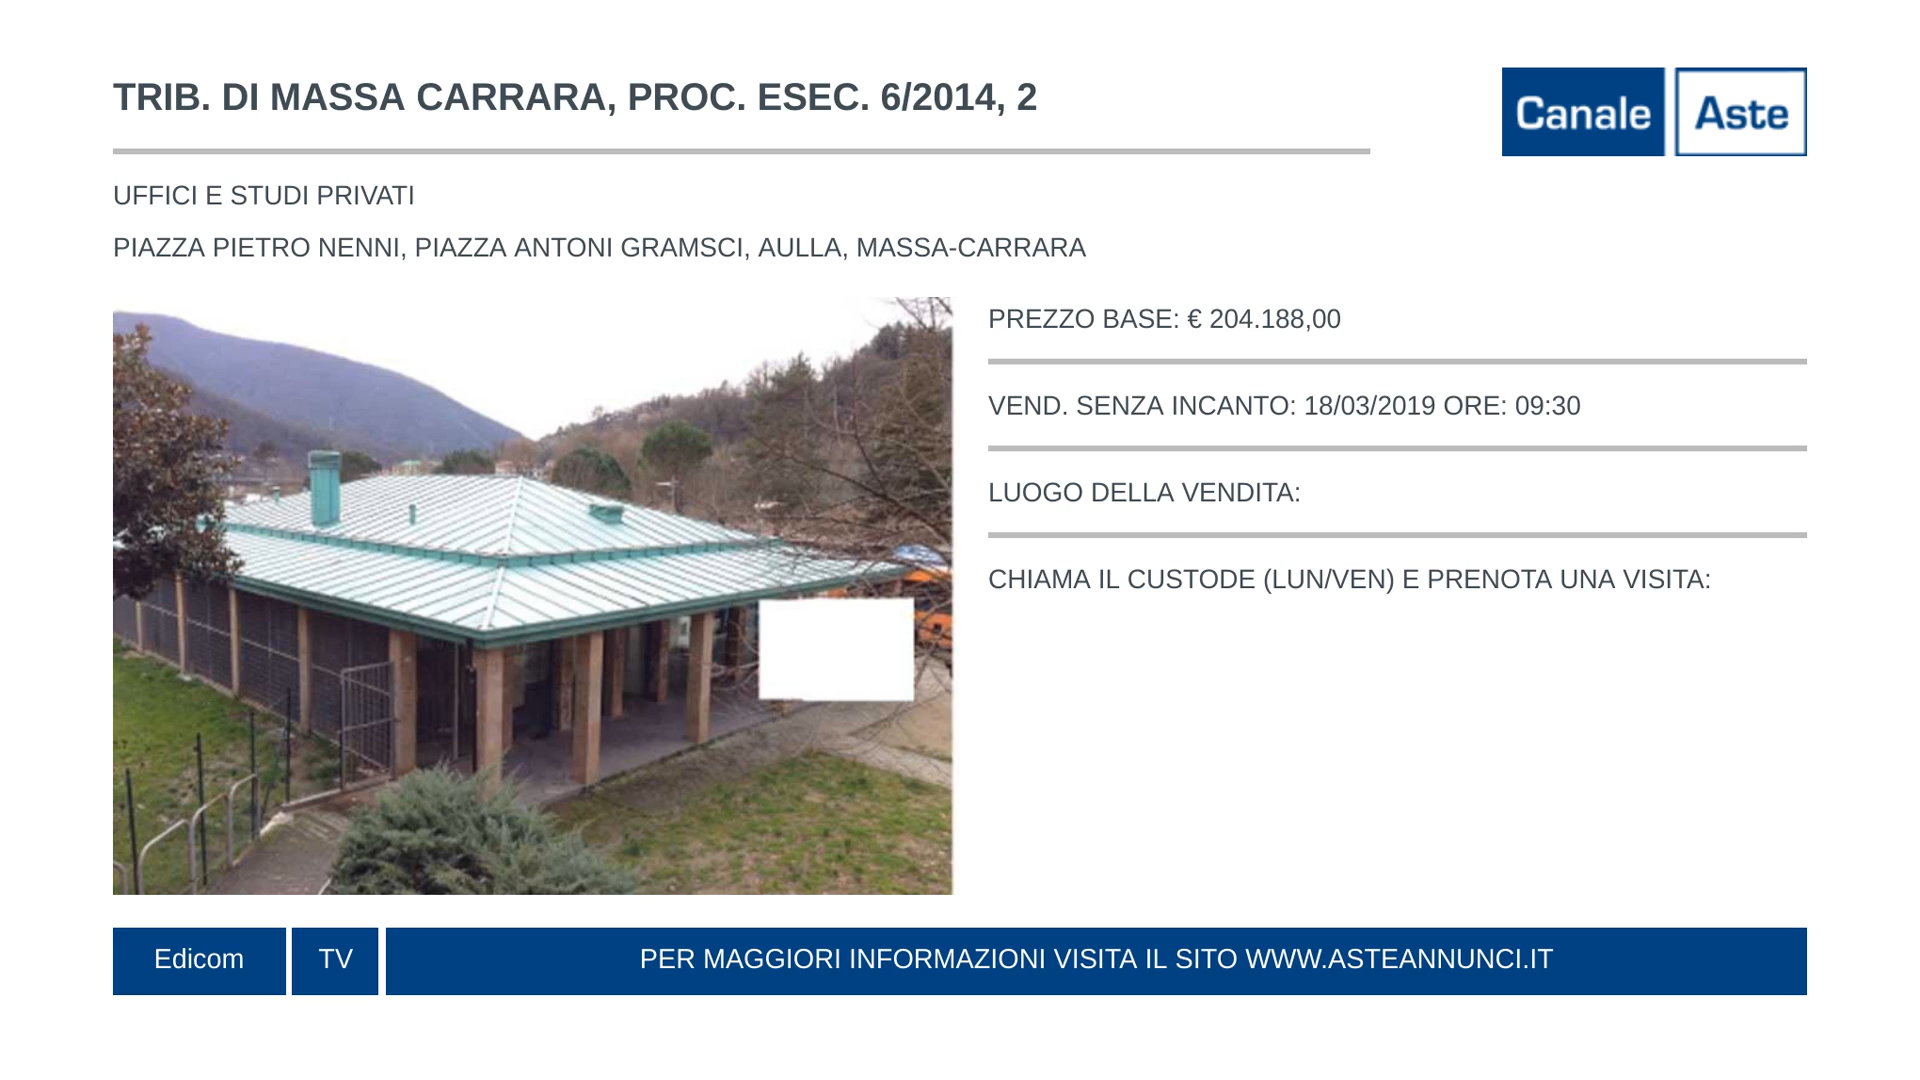 TRIB. DI MASSA CARRARA, PROC. ESEC. 6/2014, 2
Canale Aste
UFFICI E STUDI PRIVATI
PIAZZA PIETRO NENNI, PIAZZA ANTONI GRAMSCI, AULLA, MASSA-CARRARA
PREZZO BASE: € 204.188,00
VEND. SENZA INCANTO: 18/03/2019 ORE: 09:30
LUOGO DELLA VENDITA:
CHIAMA IL CUSTODE (LUN/VEN) E PRENOTA UNA VISITA:
Edicom TV PER MAGGIORI INFORMAZIONI VISITA IL SITO WWW.ASTEANNUNCI.IT